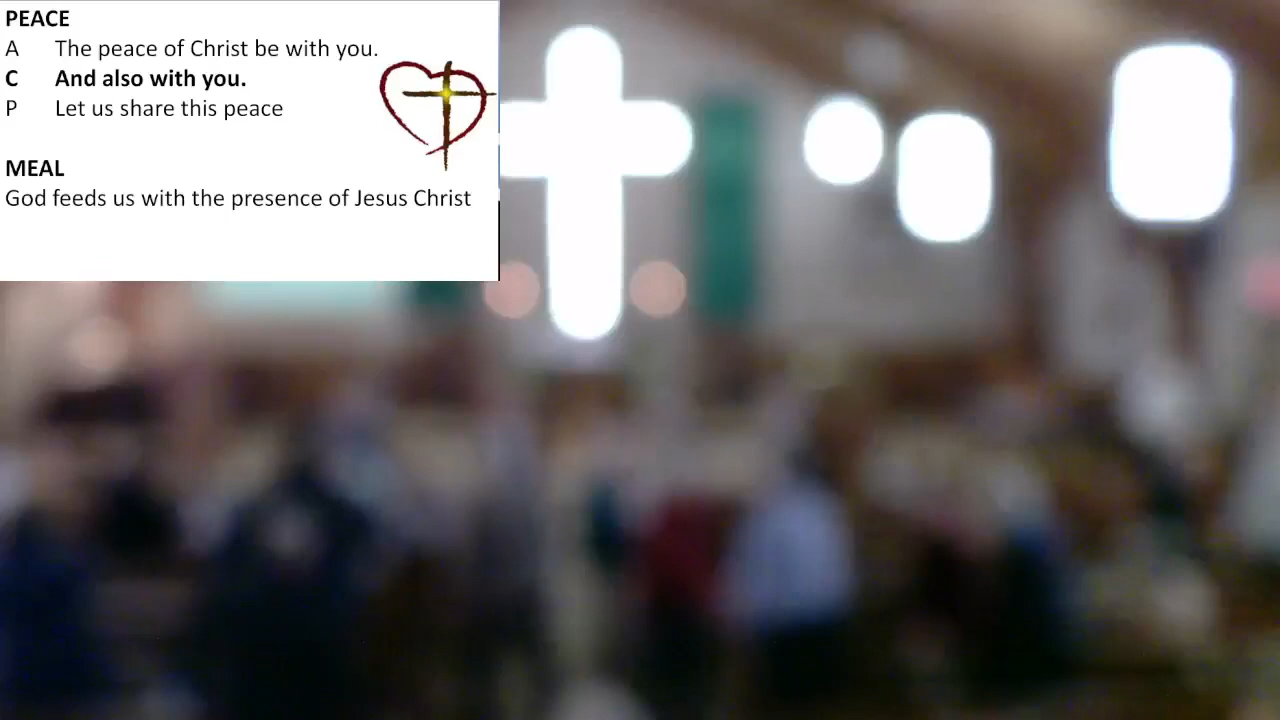 PEACE
A The peace of Christ be with you.
C And also with you.
P Let us share this peace
MEAL
God feeds us with the presence of Jesus Christ